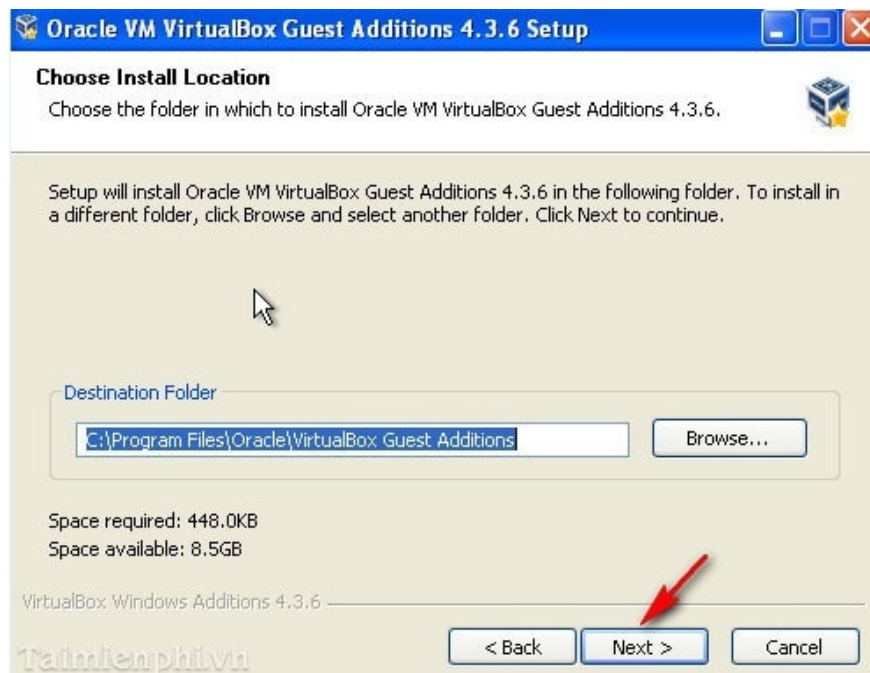 Oracle VM VirtualBox Guest Additions 4.3.6 Setup
Choose Install Location
Choose the folder in which to install Oracle VM VirtualBox Guest Additions 4.3.6.
Setup will install Oracle VM VirtualBox Guest Additions 4.3.6 in the following folder. To install in
a different folder, click Browse and select another folder. Click Next to continue.
Destination Folder
C:\Program Files\Oracle\VirtualBox Guest Additions
Browse...
Space required: 448.0KB
Space available: 8.5GB
VirtualBox Windows Additions 4.3.6
< Back
Next >
Cancel
Taimienphi.vn